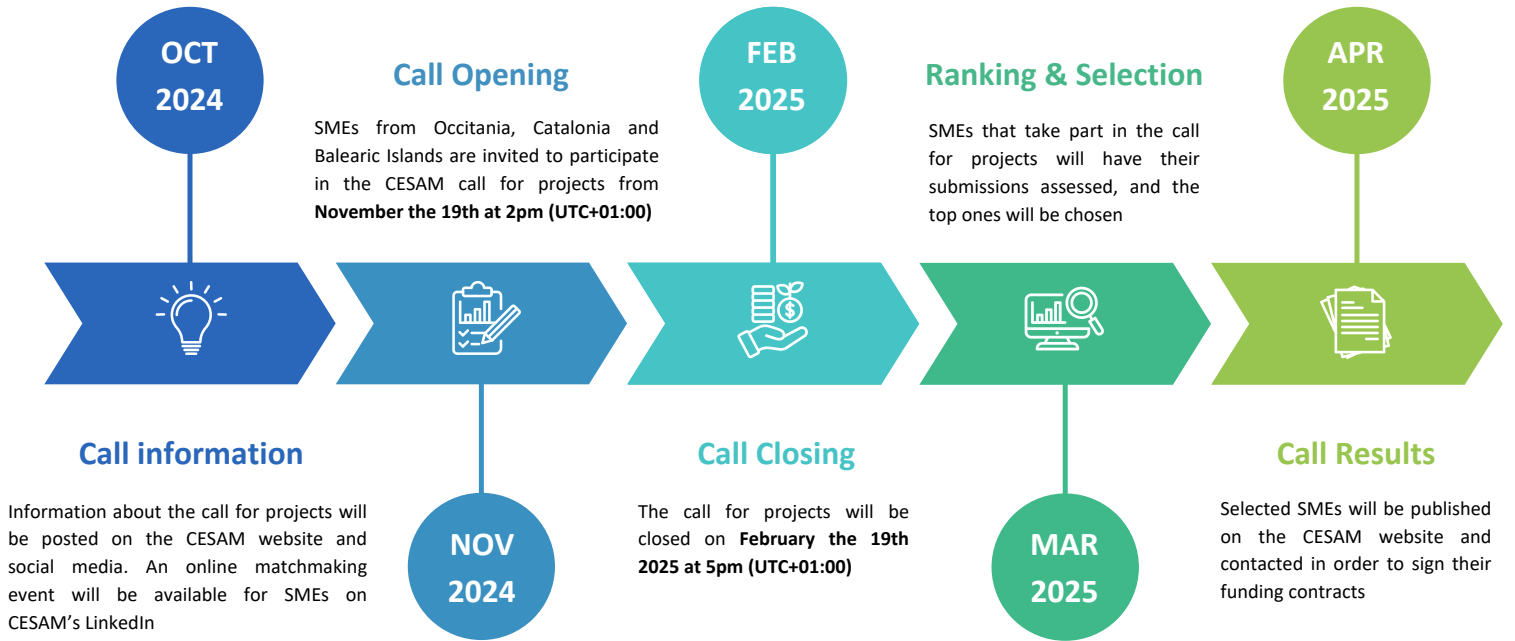 OCT
2024
Call information
Information about the call for projects will
be posted on the CESAM website and
social media. An online matchmaking
event will be available for SMEs on
CESAM’s LinkedIn
Call Opening
SMEs from Occitania, Catalonia and
Balearic Islands are invited to participate
in the CESAM call for projects from
November the 19th at 2pm (UTC+01:00)
NOV
2024
FEB
2025
Call Closing
The call for projects will be
closed on February the 19th
2025 at 5pm (UTC+01:00)
Ranking & Selection
SMEs that take part in the call
for projects will have their
submissions assessed, and the
top ones will be chosen
MAR
2025
APR
2025
Call Results
Selected SMEs will be published
on the CESAM website and
contacted in order to sign their
funding contracts